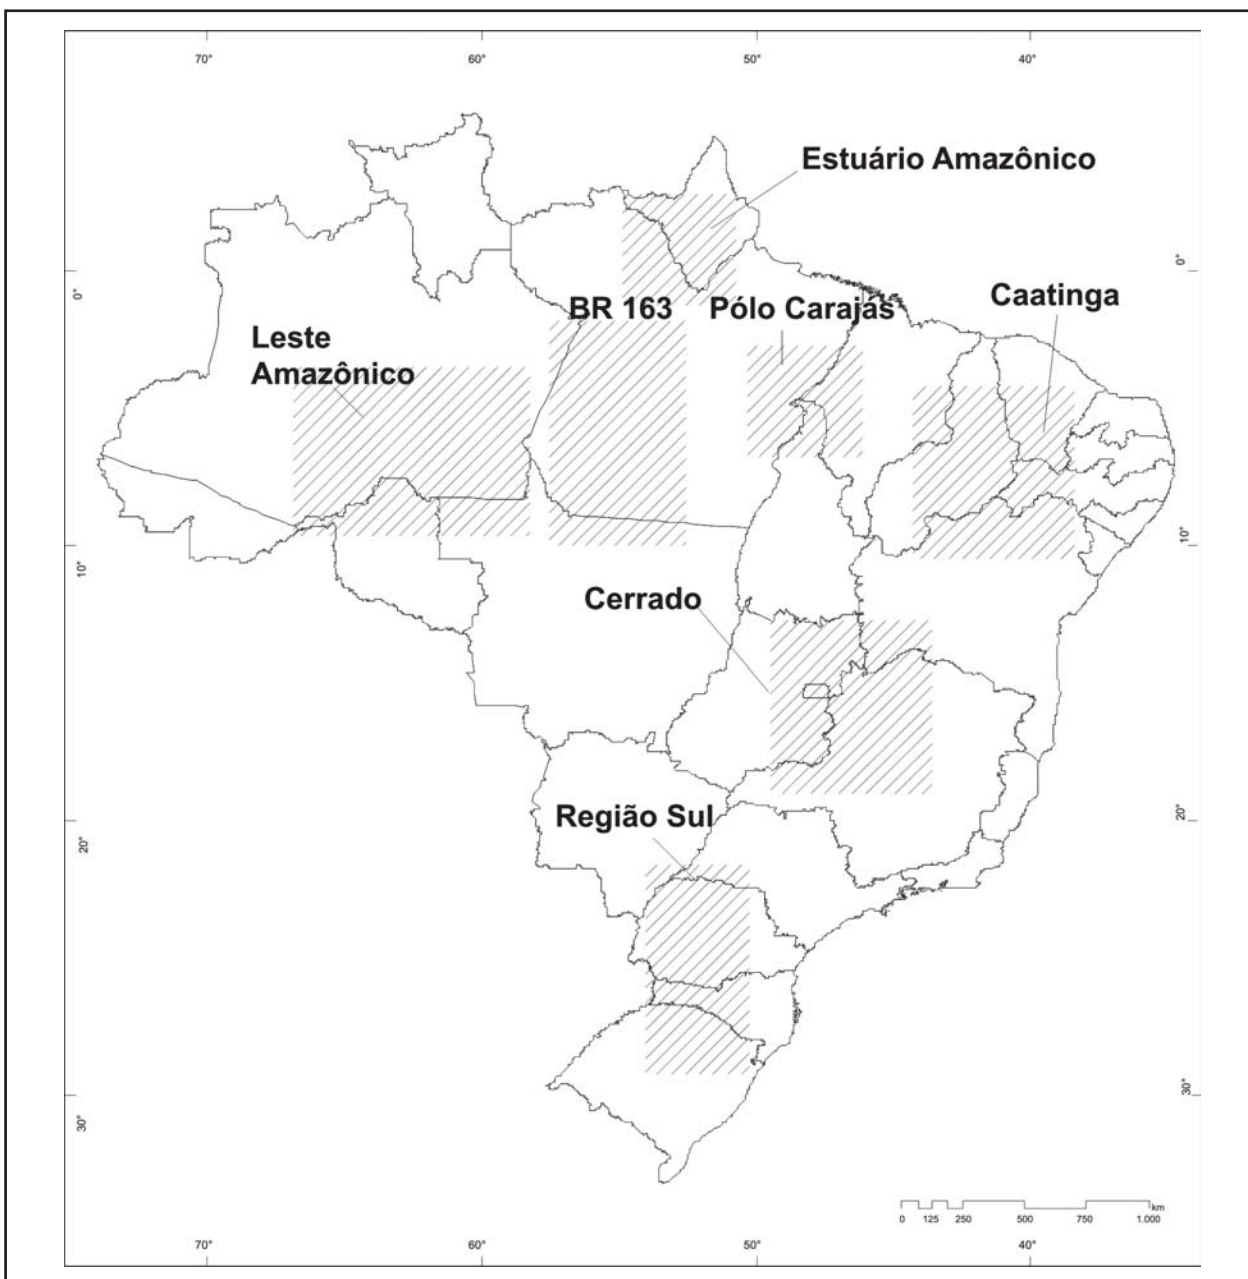 70° 60° 50° 40°
Estuário Amazônico
0° 0°
BR 163 Pólo Carajás Caatinga
Leste
Amazônico
10° 10°
Cerrado
Região Sul
20° 20°
30° 30°
km
0 125 250 500 750 1.000
70° 60° 50° 40°